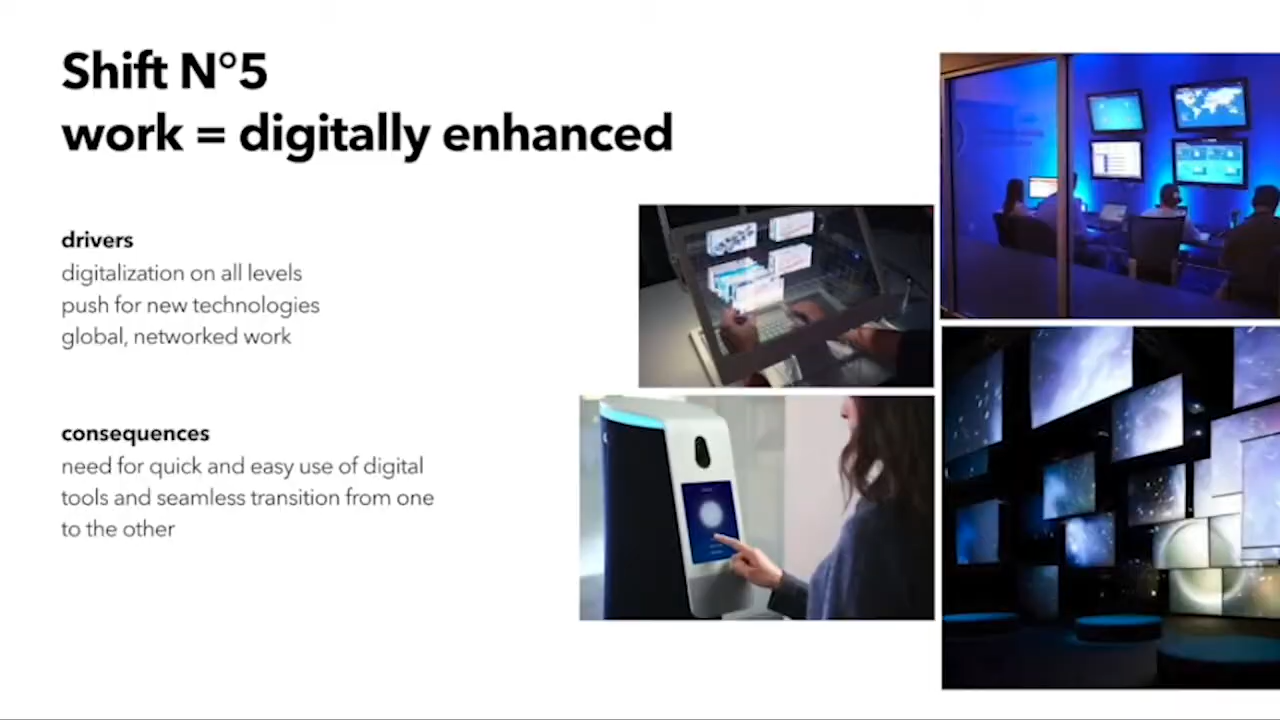 Shift N°5
work = digitally enhanced
drivers
digitalization on all levels
push for new technologies
global, networked work
consequences
need for quick and easy use of digital
tools and seamless transition from one
to the other